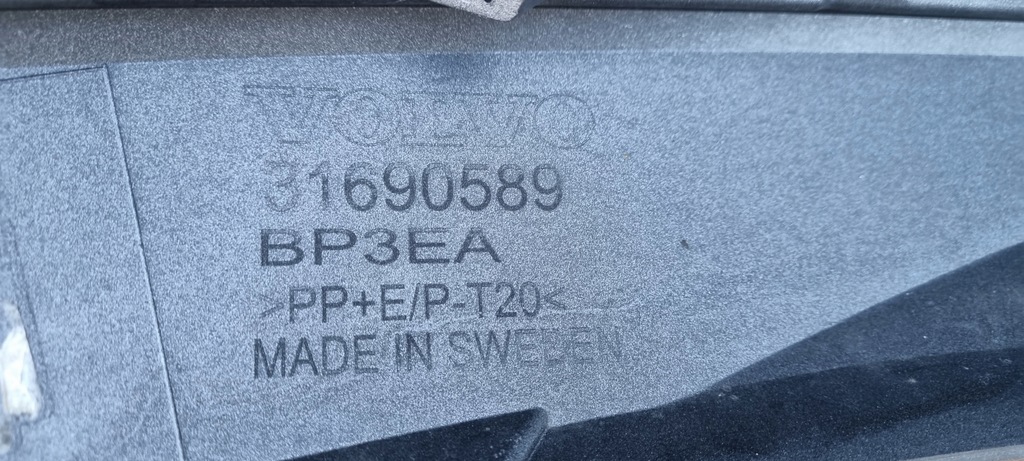 VOLVO
31690589
BP3EA
>PP+E/P-T20<
MADE IN SWEDEN